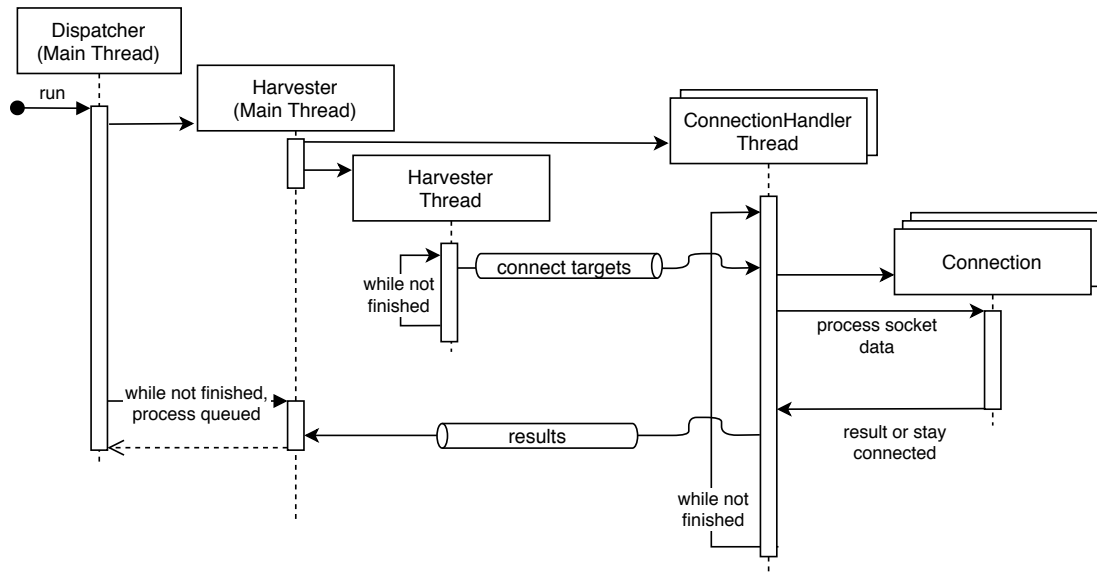 Dispatcher
(Main Thread)
run
Harvester
(Main Thread)
ConnectionHandler
Thread
Harvester
Thread
Connection
connect targets
while not
finished
process socket
data
while not finished,
process queued
results
result or stay
connected
while not
finished